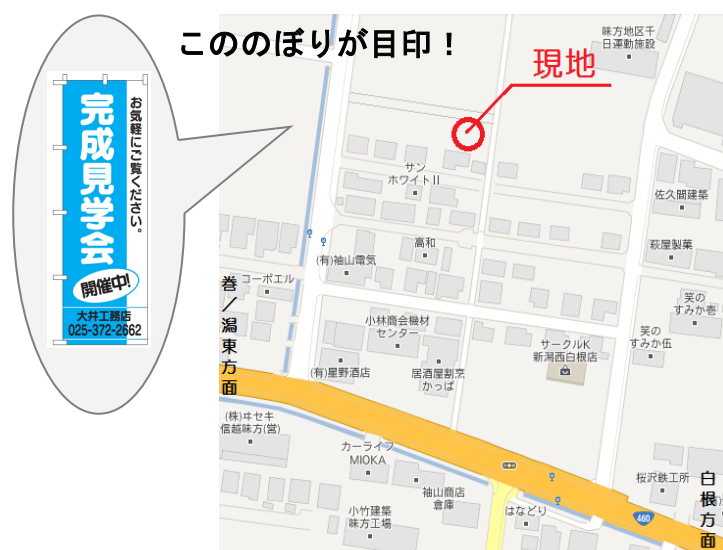 こののぼりが目印！
現地
お気軽にご覧ください。
完成見学会
開催中!
大井工務店
025-372-2662
味方地区千
日運動施設
サン
ホワイトⅡ
佐久間建築
萩屋製菓
高和
(有)袖山電気
コーポエル
巻／潟東方面
笑の
すみか壱
小林商会機材
センター
笑の
すみか伍
サークルK
新潟西白根店
(有)星野酒店
居酒屋割烹
かっぱ
(株)ヰセキ
信越味方(営)
カーライフ
MIOKA
袖山商店
倉庫
桜沢鉄工所
白根方面
はなどり
小竹建築
味方工場
460